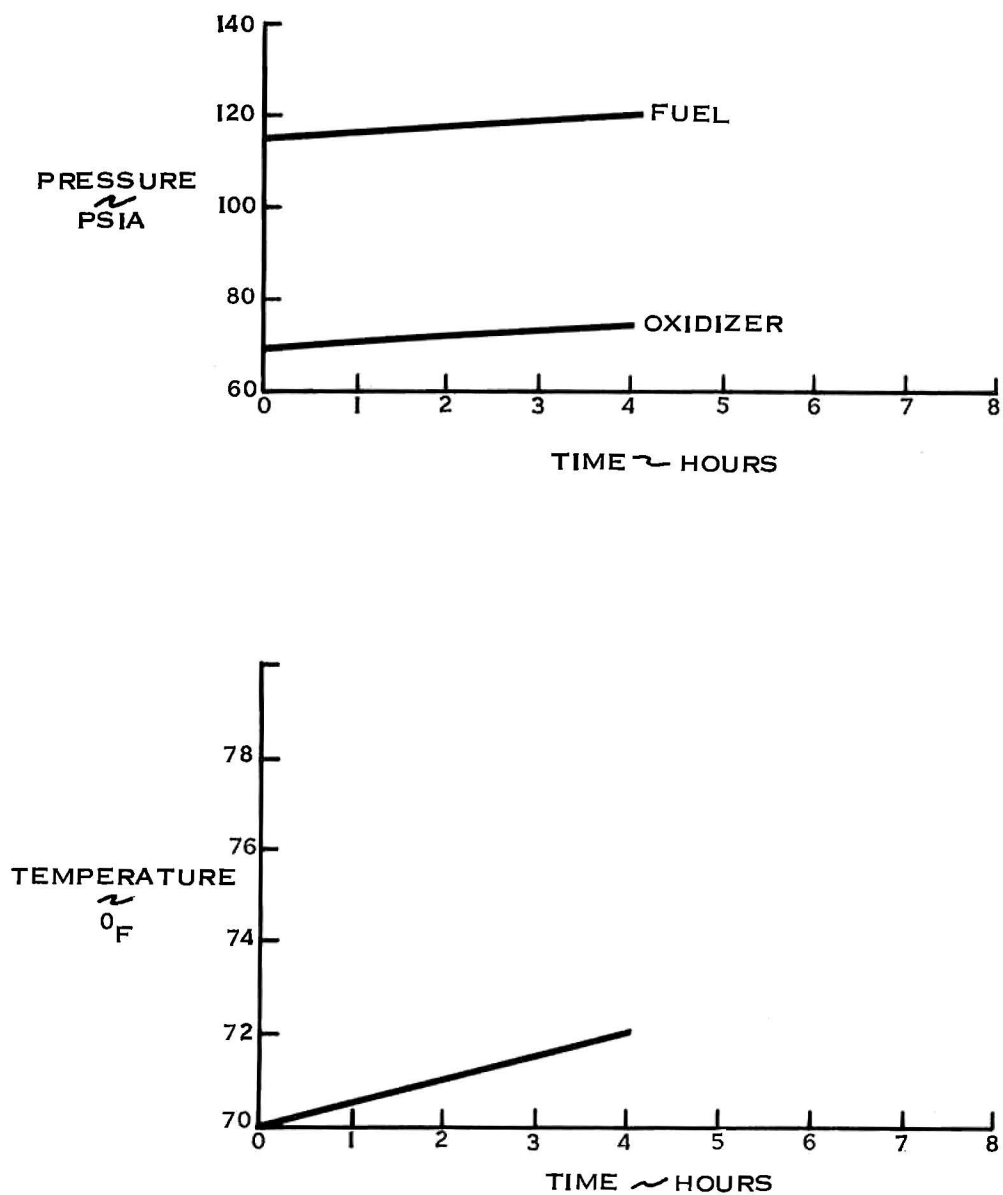 140
120
FUEL
PRESSURE
~
PSIA
100
80
OXIDIZER
60
0 1 2 3 4 5 6 7 8
TIME ~ HOURS
78
76
TEMPERATURE
~
⁰F
74
72
70
0 1 2 3 4 5 6 7 8
TIME ~ HOURS